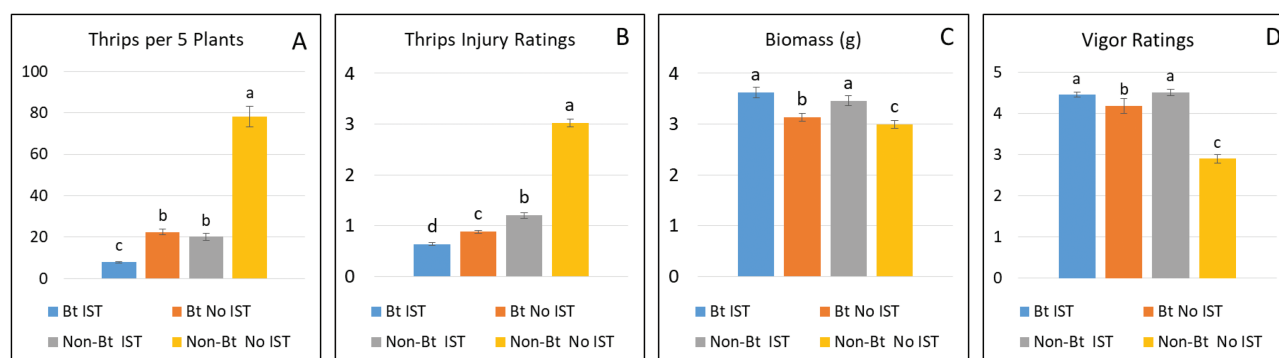 Thrips per 5 Plants A
100
80
60
40
20
0
c
b
b
a
Bt IST
Bt No IST
Non-Bt IST
Non-Bt No IST
Thrips Injury Ratings B
4
3
2
1
0
d
c
b
a
Bt IST
Bt No IST
Non-Bt IST
Non-Bt No IST
Biomass (g) C
4
3
2
1
0
a
b
a
c
Bt IST
Bt No IST
Non-Bt IST
Non-Bt No IST
Vigor Ratings D
5
4
3
2
1
0
a
b
a
c
Bt IST
Bt No IST
Non-Bt IST
Non-Bt No IST